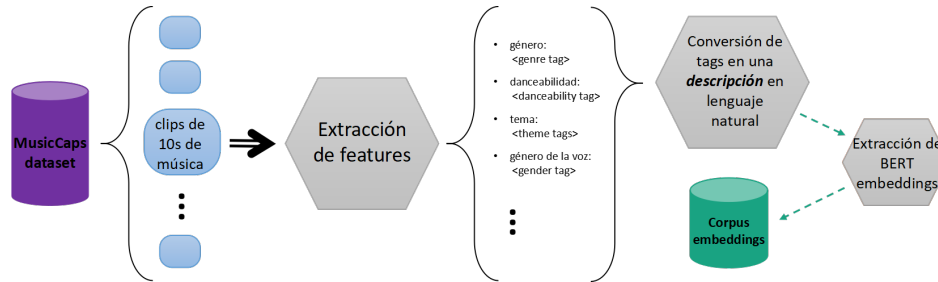 MusicCaps
dataset
clips de
10s de
música
Extracción
de features
• género:
<genre tag>
• danceabilidad:
<danceability tag>
• tema:
<theme tags>
• género de la voz:
<gender tag>
Conversión de
tags en una
descripción en
lenguaje
natural
Extracción de
BERT
embeddings
Corpus
embeddings